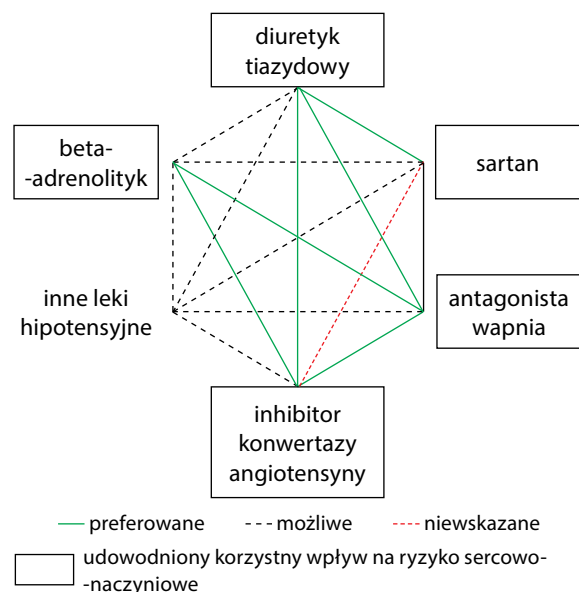 diuretyk
tiazydowy
beta-
-adrenolityk
sartan
inne leki
hipotensyjne
antagonista
wapnia
inhibitor
konwertazy
angiotensyny
preferowane
możliwe
niewskazane
udowodniony korzystny wpływ na ryzyko sercowo-
-naczyniowe